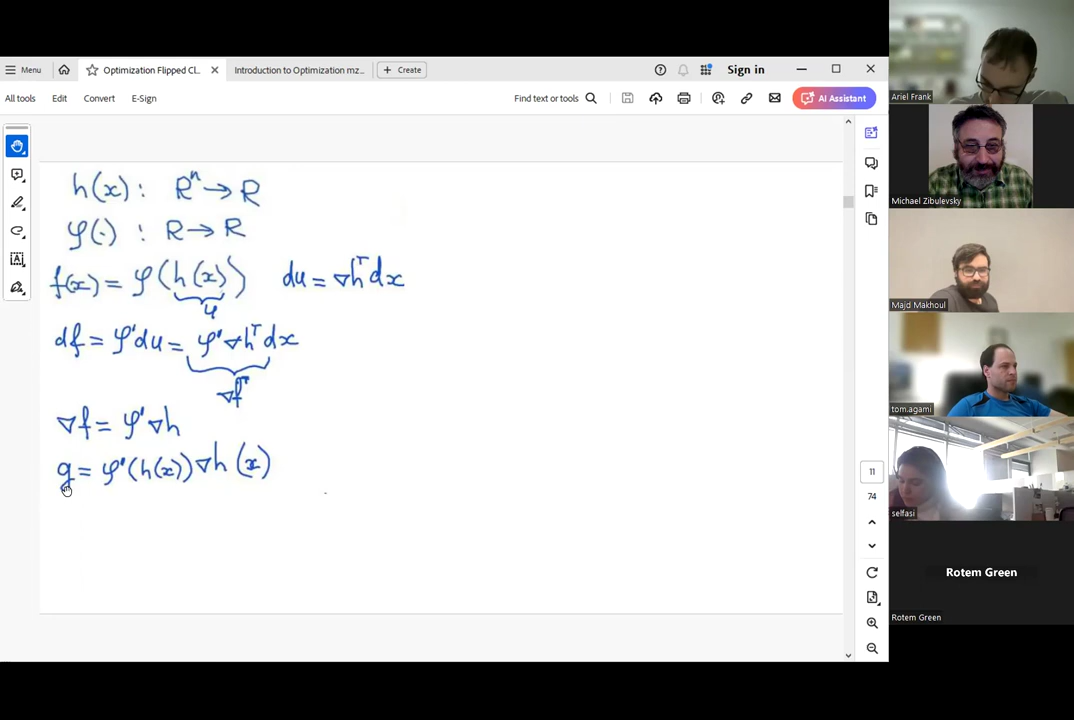 Menu
Optimization Flipped Cl...
Introduction to Optimization mz...
Create
Sign in
All tools Edit Convert E-Sign
Find text or tools
AI Assistant
h(x) : Rⁿ → R
φ(·) : R → R
f(x) = φ(h(x)) du = ∇hᵀdx
u
df = φ'du = φ'∇hᵀdx
∇fᵀ
∇f = φ'∇h
g = φ'(h(x))∇h(x)
11
74
Ariel Frank
Michael Zibulevsky
Majd Makhoul
tom.agami
selfasi
Rotem Green
Rotem Green